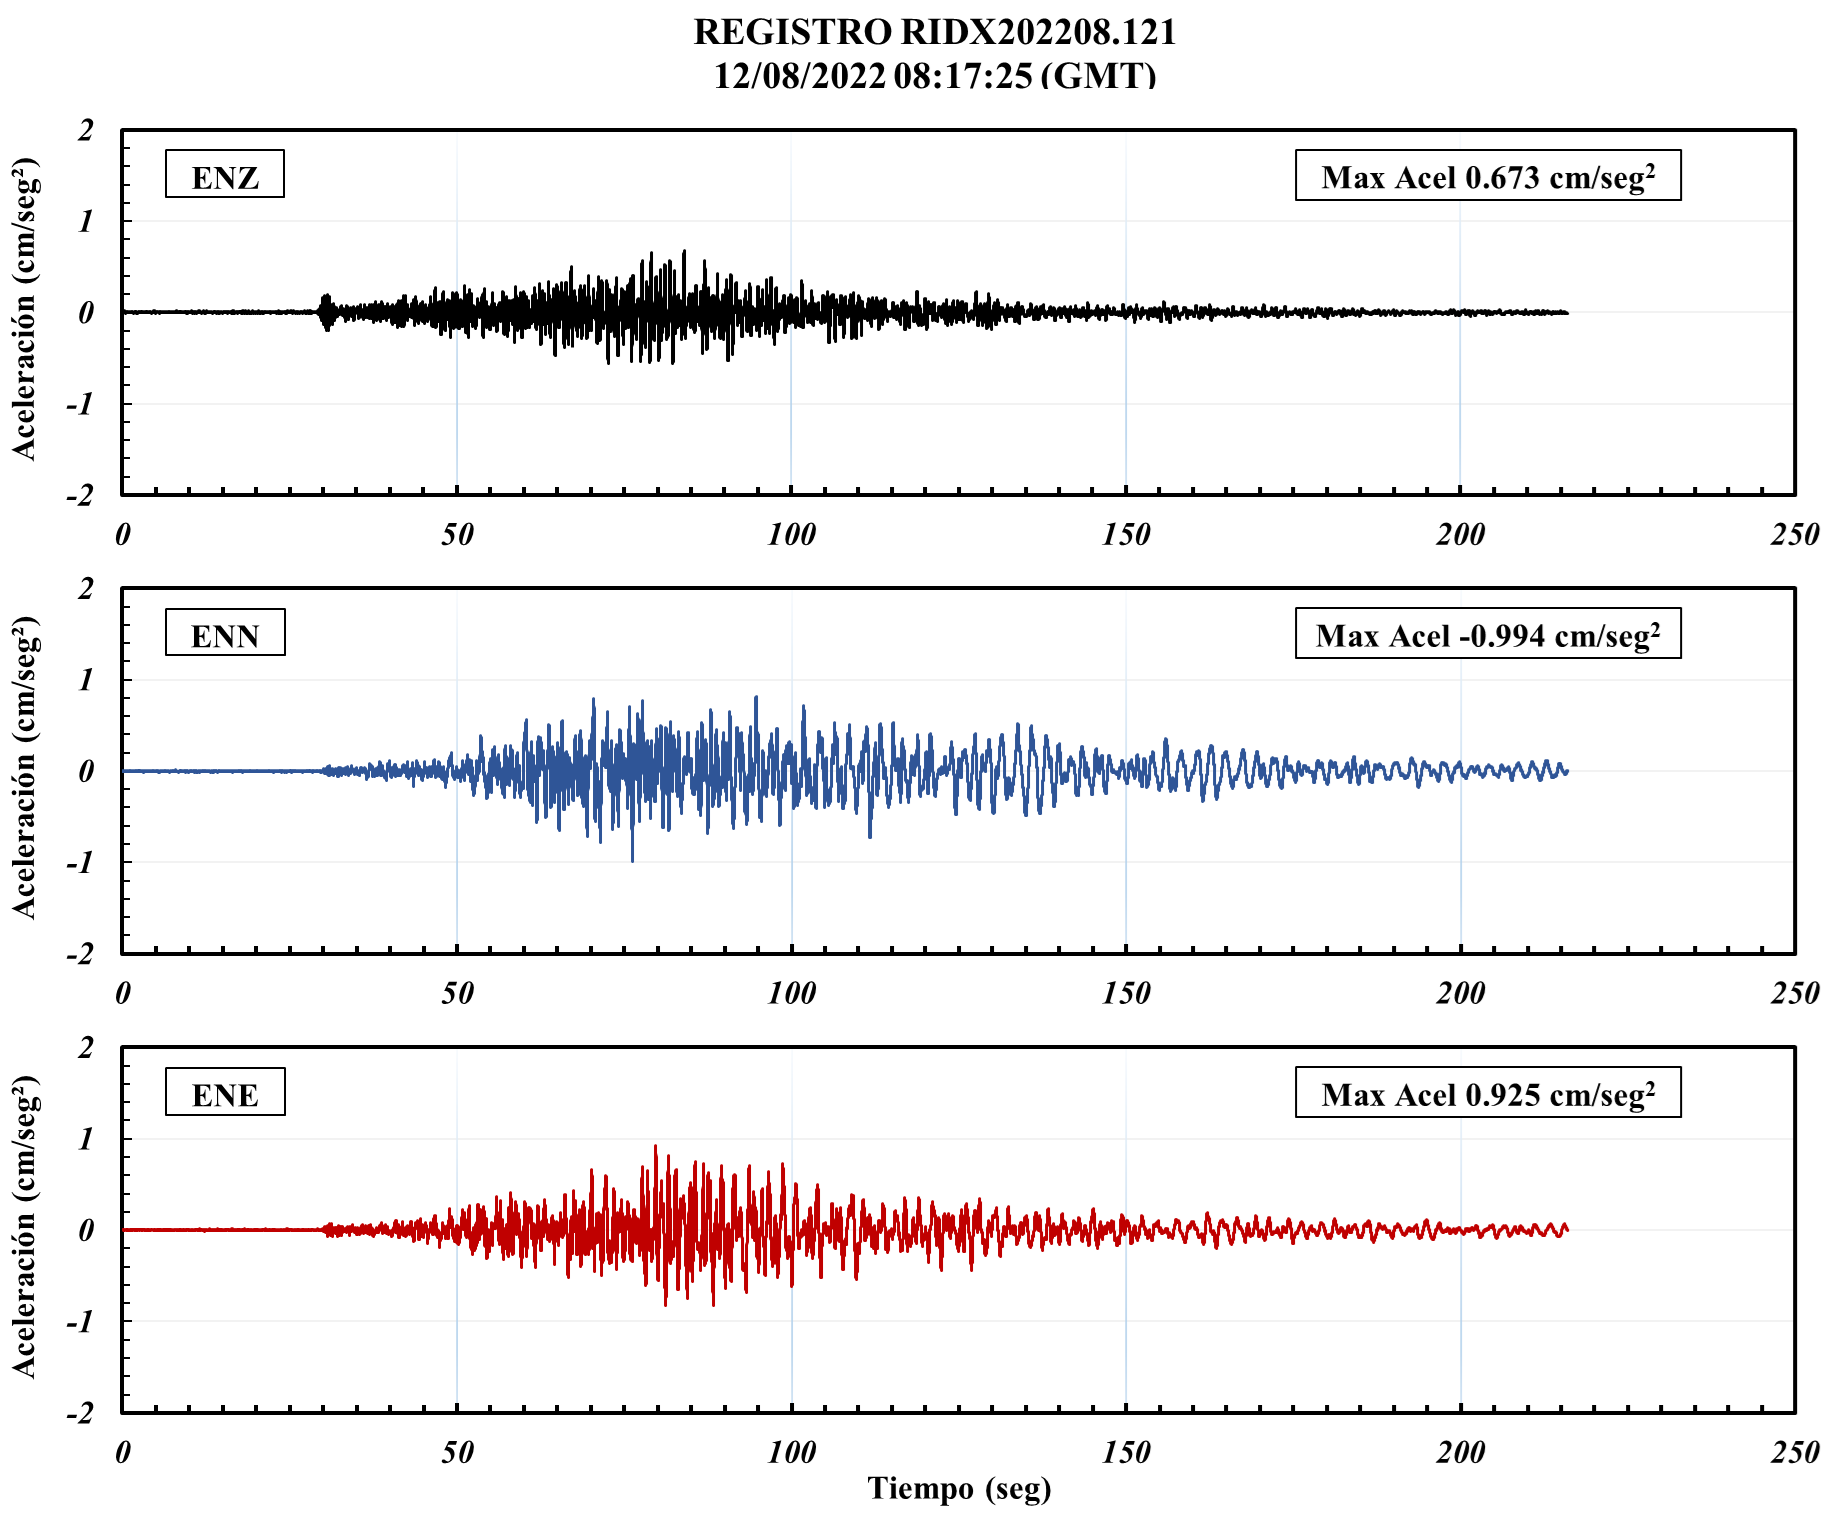 REGISTRO RIDX202208.121
12/08/2022 08:17:25 (GMT)
Aceleración (cm/seg²)
2
1
0
-1
-2
ENZ
Max Acel 0.673 cm/seg²
0 50 100 150 200 250
Aceleración (cm/seg²)
2
1
0
-1
-2
ENN
Max Acel -0.994 cm/seg²
0 50 100 150 200 250
Aceleración (cm/seg²)
2
1
0
-1
-2
ENE
Max Acel 0.925 cm/seg²
0 50 100 150 200 250
Tiempo (seg)